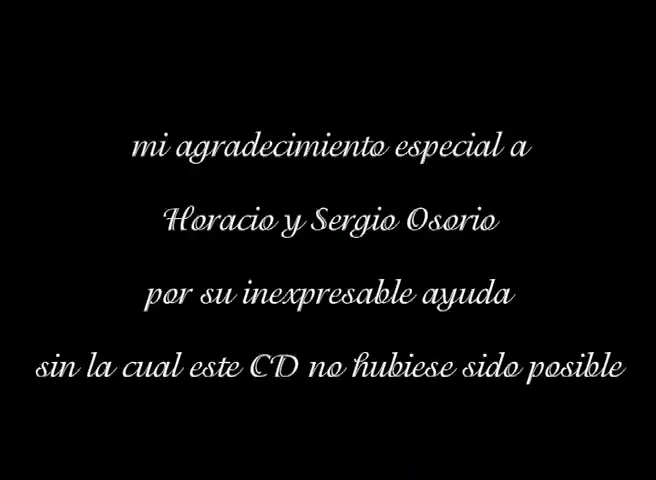 mi agradecimiento especial a
Horacio y Sergio Osorio
por su inexpresable ayuda
sin la cual este CD no hubiese sido posible